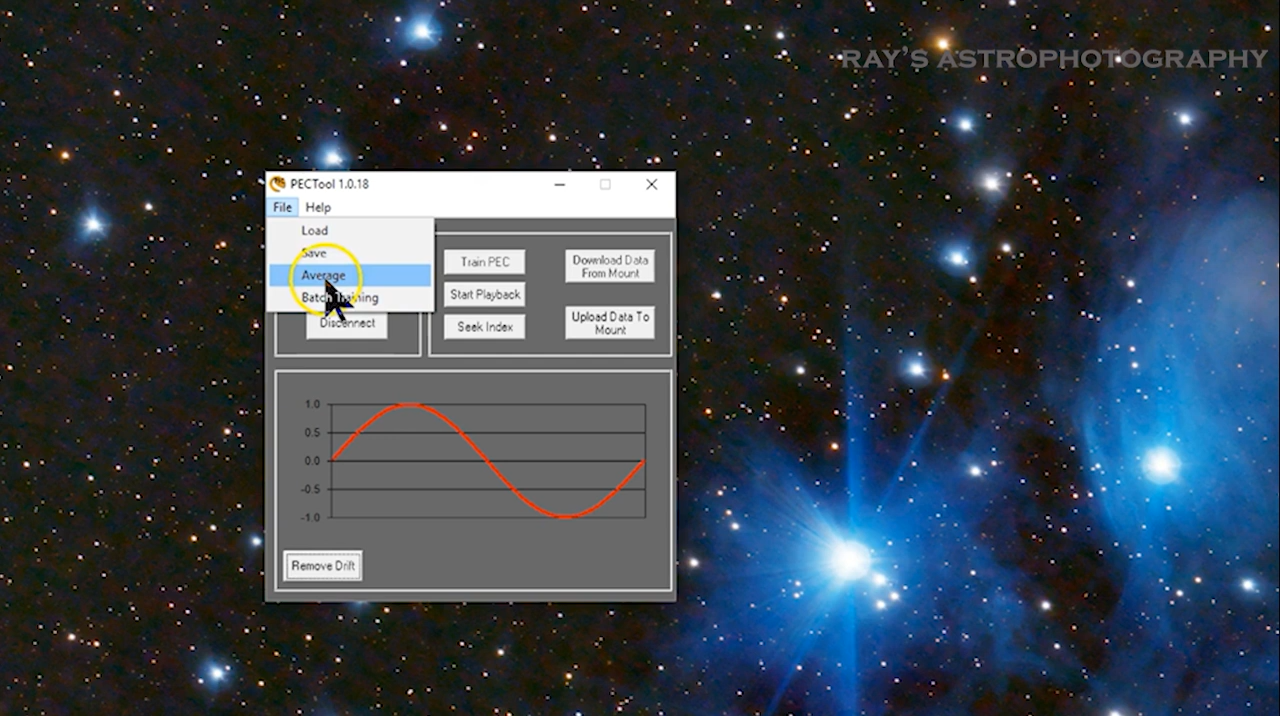 RAY'S ASTROPHOTOGRAPHY
PECTool 1.0.18
File Help
Load
Save
Average
Batch Training
Disconnect
Train PEC
Start Playback
Seek Index
Download Data
From Mount
Upload Data To
Mount
1.0
0.5
0.0
-0.5
-1.0
Remove Drift